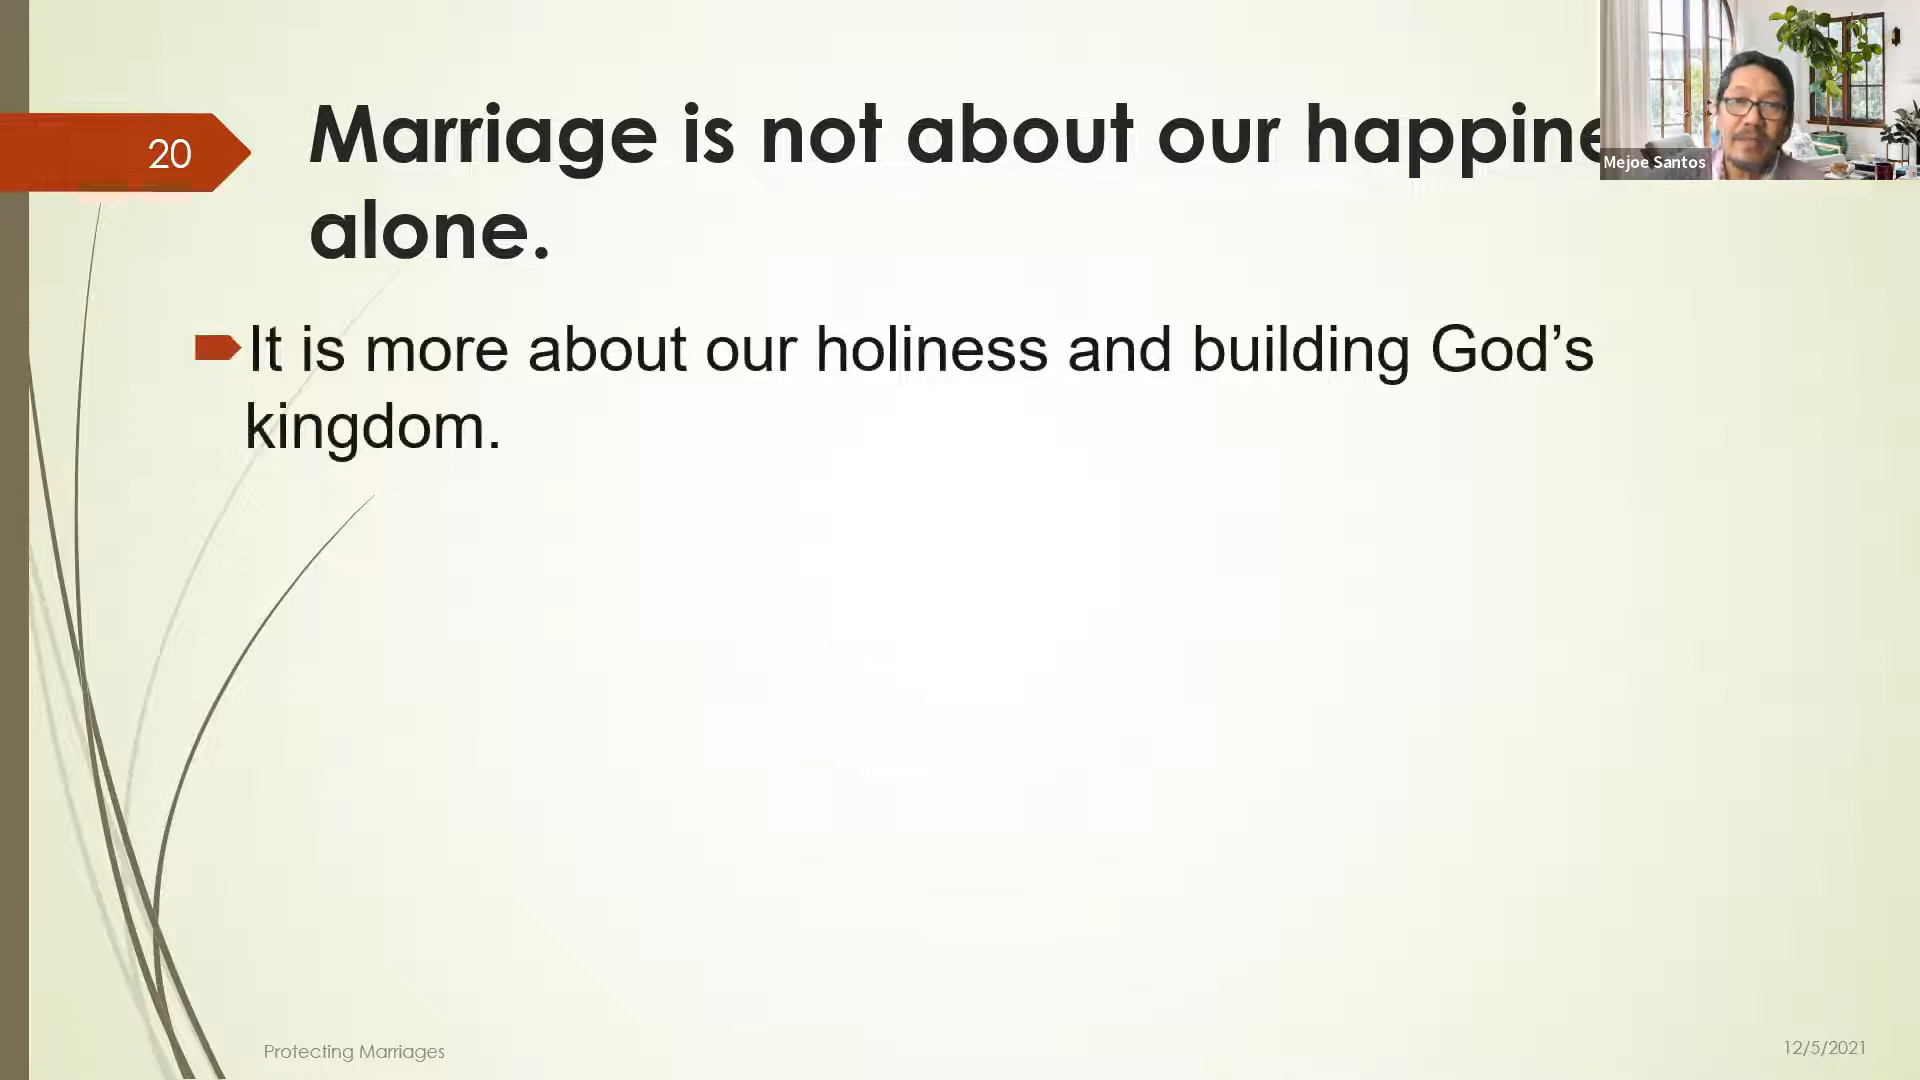 20
Marriage is not about our
alone.
It is more about our holiness and building God’s
kingdom.
Mejoe Santos
Protecting Marriages
12/5/2021